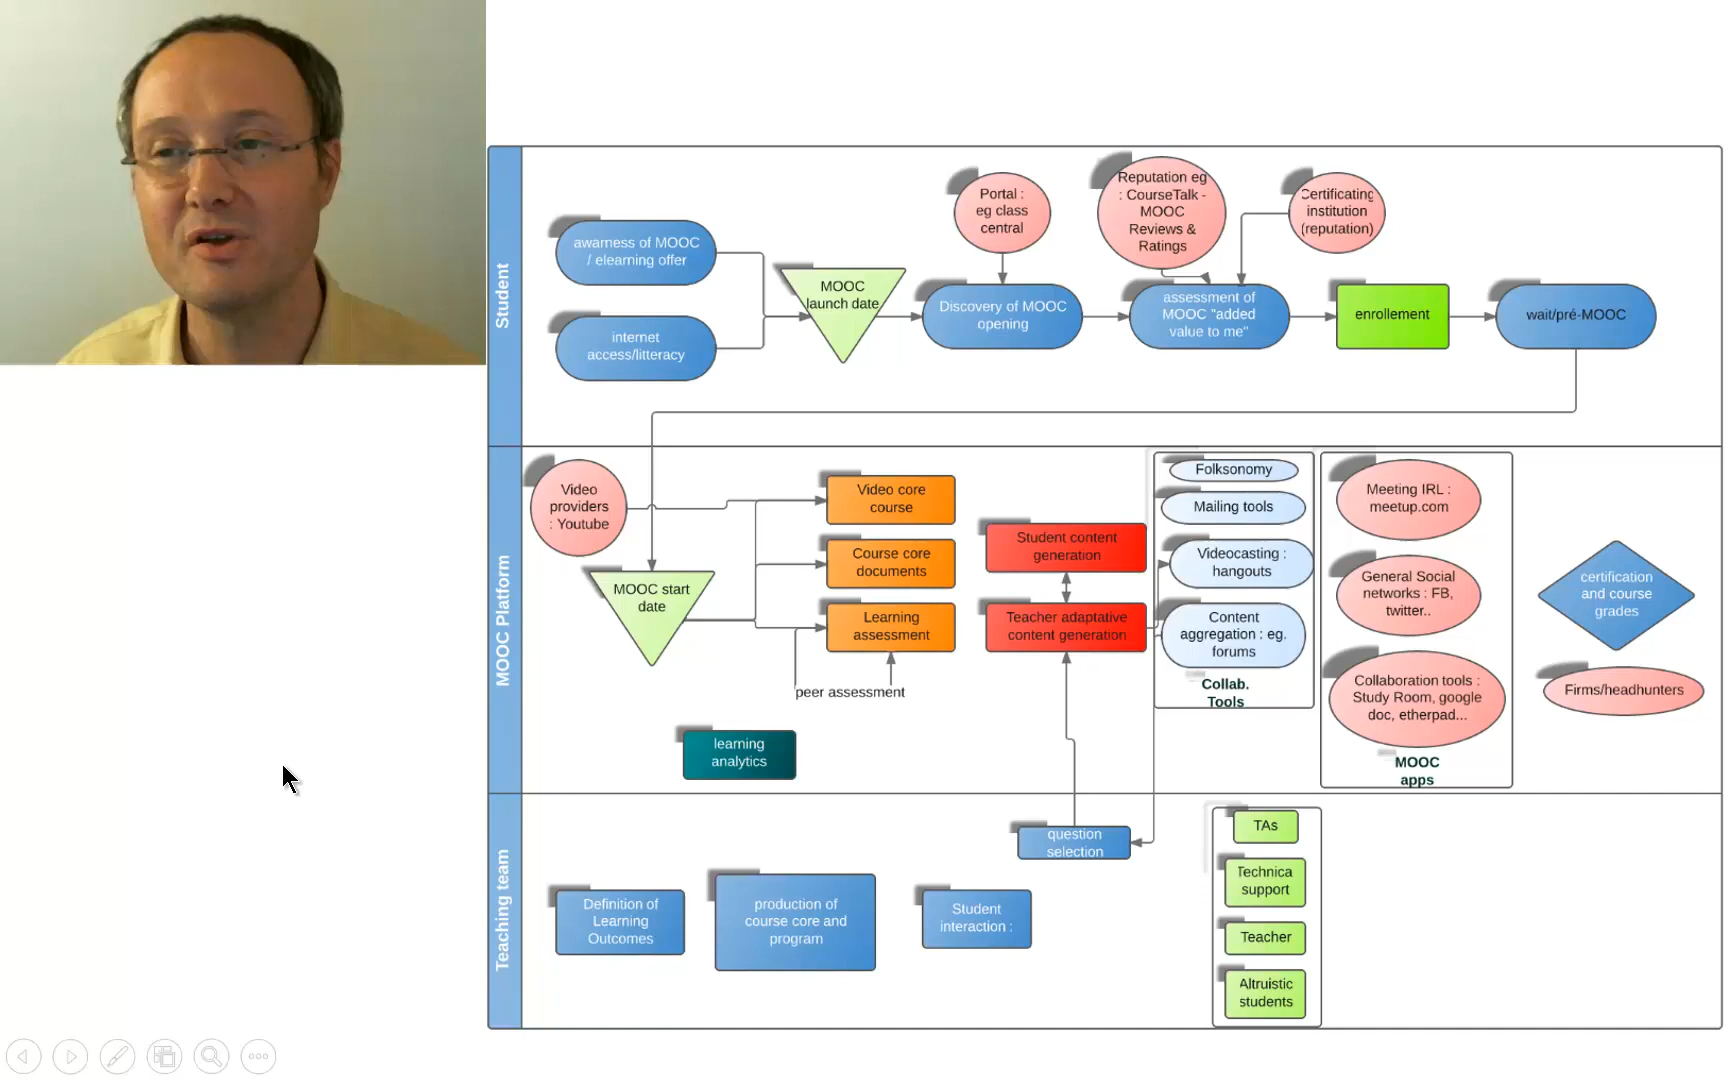 Student
awarness of MOOC
/ elearning offer
internet
access/litteracy
MOOC
launch date
Portal :
eg class
central
Discovery of MOOC
opening
Reputation eg
: CourseTalk -
MOOC
Reviews &
Ratings
assessment of
MOOC "added
value to me"
Certificating
institution
(reputation)
enrollement
wait/pré-MOOC
MOOC Platform
Video
providers
: Youtube
MOOC start
date
Video core
course
Course core
documents
Learning
assessment
peer assessment
learning
analytics
Student content
generation
Teacher adaptative
content generation
Folksonomy
Mailing tools
Videocasting :
hangouts
Content
aggregation : eg.
forums
Collab.
Tools
Meeting IRL :
meetup.com
General Social
networks : FB,
twitter..
Collaboration tools :
Study Room, google
doc, etherpad...
MOOC
apps
certification
and course
grades
Firms/headhunters
Teaching team
Definition of
Learning
Outcomes
production of
course core and
program
Student
interaction :
question
selection
TAs
Technica
support
Teacher
Altruistic
students